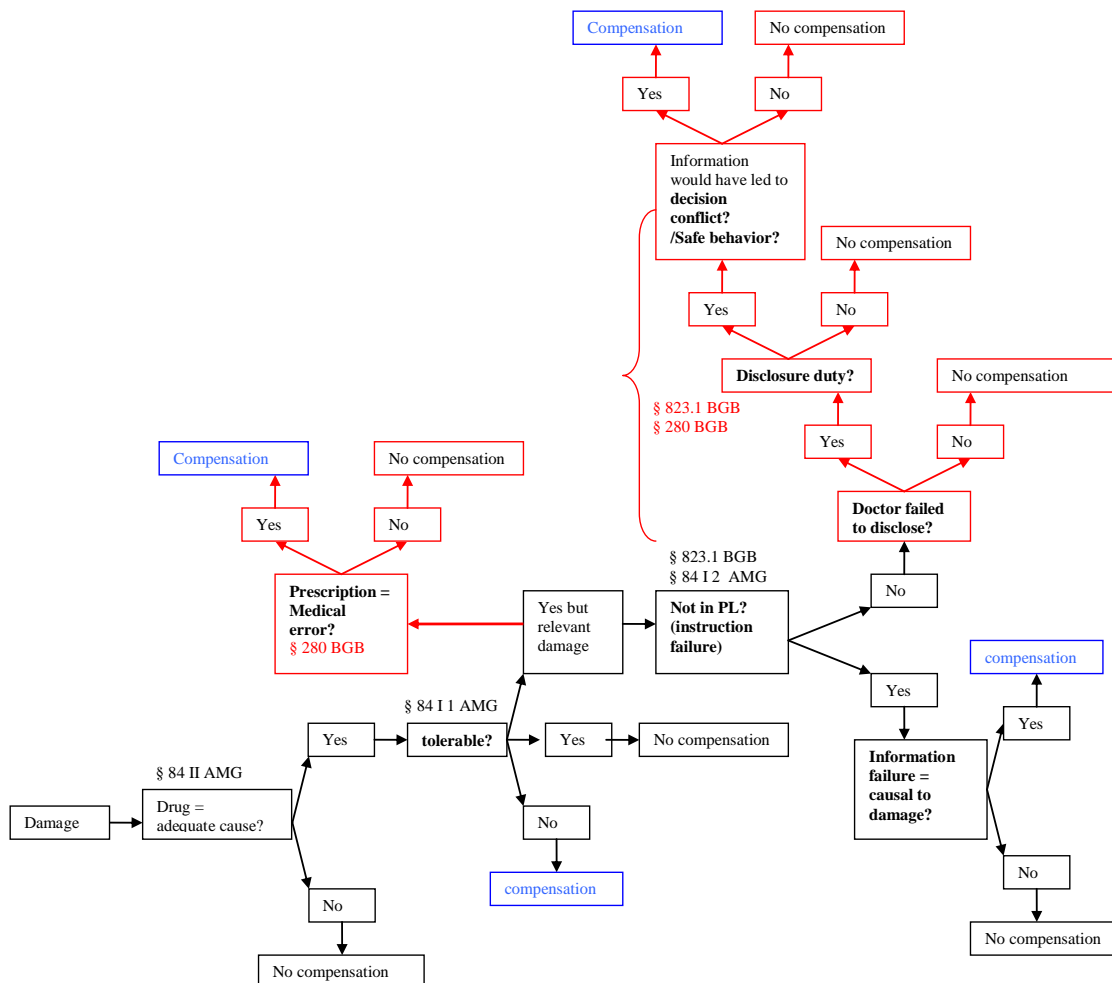 Compensation
No compensation
Yes
No
Information
would have led to
decision
conflict?
/Safe behavior?
No compensation
Yes
No
Disclosure duty?
No compensation
§ 823.1 BGB
§ 280 BGB
Yes
No
Compensation
No compensation
Doctor failed
to disclose?
Yes
No
§ 823.1 BGB
§ 84 I 2 AMG
No
Prescription =
Medical
error?
§ 280 BGB
Yes but
relevant
damage
Not in PL?
(instruction
failure)
compensation
Yes
Yes
§ 84 I 1 AMG
Yes
tolerable?
Yes
No compensation
Information
failure =
causal to
damage?
§ 84 II AMG
Damage
Drug =
adequate cause?
No
compensation
No
No
No compensation
No compensation